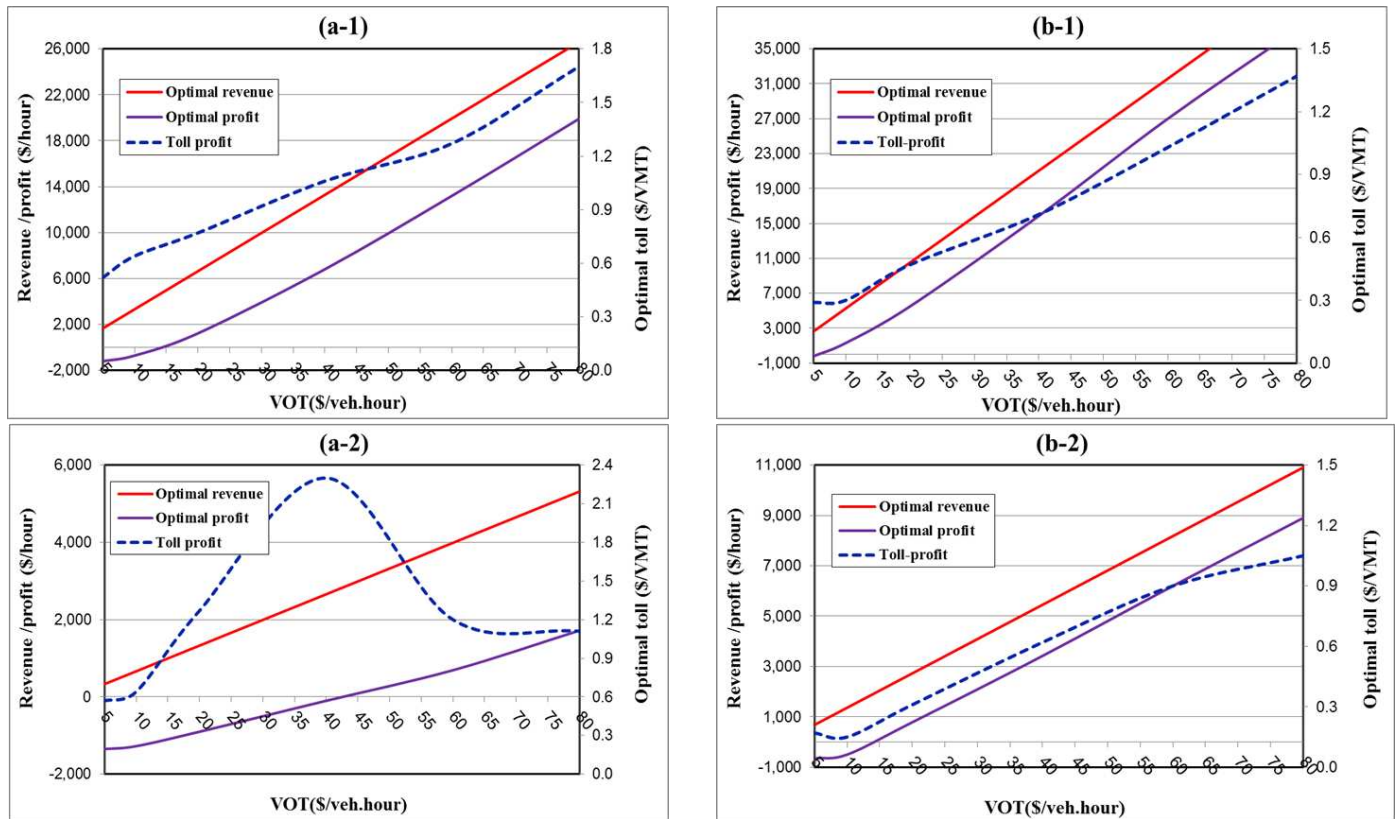 (a-1)
26,000
22,000
18,000
14,000
10,000
6,000
2,000
-2,000
Revenue /profit ($/hour)
Optimal revenue
Optimal profit
Toll profit
1.8
1.5
1.2
0.9
0.6
0.3
0.0
Optimal toll ($/VMT)
5 10 15 20 25 30 35 40 45 50 55 60 65 70 75 80
VOT($/veh.hour)
(b-1)
35,000
31,000
27,000
23,000
19,000
15,000
11,000
7,000
3,000
-1,000
Revenue /profit ($/hour)
Optimal revenue
Optimal profit
Toll-profit
1.5
1.2
0.9
0.6
0.3
0.0
Optimal toll ($/VMT)
5 10 15 20 25 30 35 40 45 50 55 60 65 70 75 80
VOT($/veh.hour)
(a-2)
6,000
4,000
2,000
0
-2,000
Revenue /profit ($/hour)
Optimal revenue
Optimal profit
Toll profit
2.4
2.1
1.8
1.5
1.2
0.9
0.6
0.3
0.0
Optimal toll ($/VMT)
5 10 15 20 25 30 35 40 45 50 55 60 65 70 75 80
VOT($/veh.hour)
(b-2)
11,000
9,000
7,000
5,000
3,000
1,000
-1,000
Revenue /profit ($/hour)
Optimal revenue
Optimal profit
Toll-profit
1.5
1.2
0.9
0.6
0.3
0.0
Optimal toll ($/VMT)
5 10 15 20 25 30 35 40 45 50 55 60 65 70 75 80
VOT($/veh.hour)